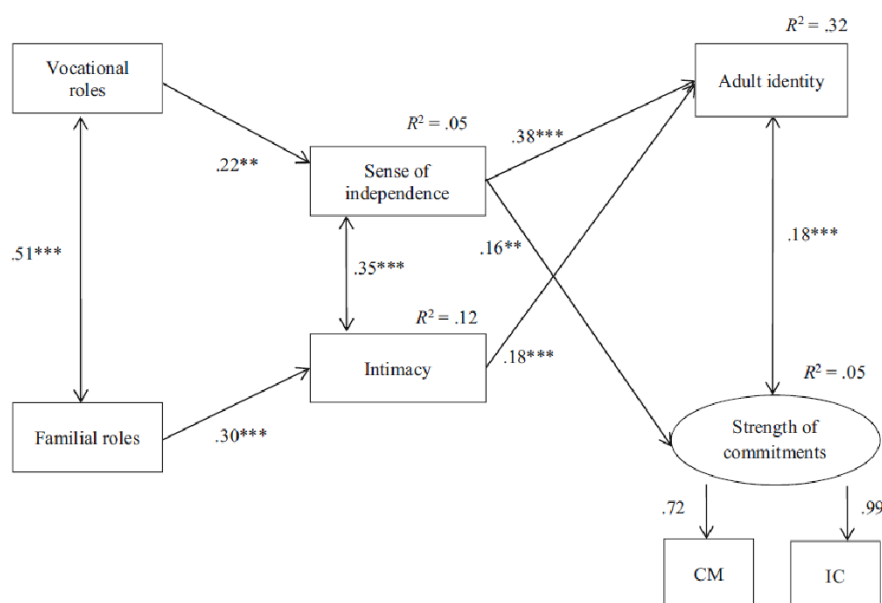 R² = .32
Vocational
roles
Adult identity
R² = .05
.38***
.22**
Sense of
independence
.51***
.16**
.35***
.18***
R² = .12
Intimacy
.18***
R² = .05
Familial roles
.30***
Strength of
commitments
.72
.99
CM
IC